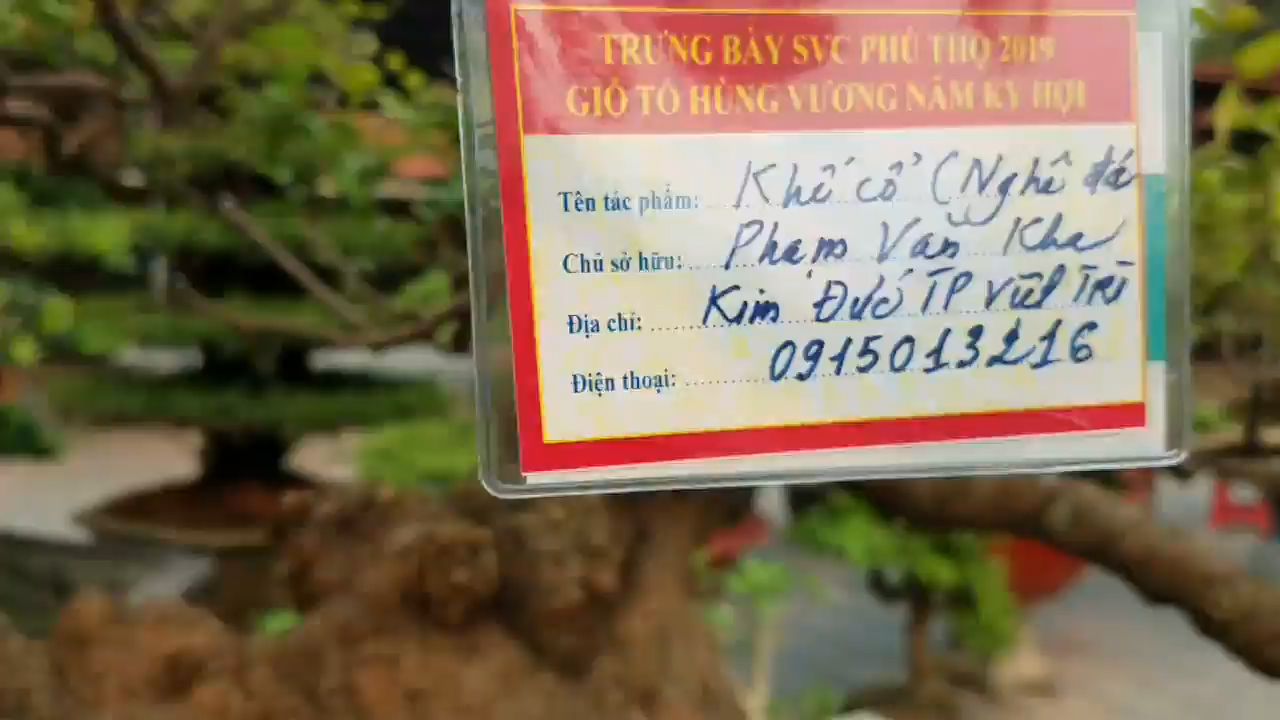 TRƯNG BÀY SVC PHÚ THỌ 2019
GIỖ TỔ HÙNG VƯƠNG NĂM KỶ HỢI
Tên tác phẩm: Khế cổ (Nghê đá
Chủ sở hữu: Phạm Văn Kha
Địa chỉ: Kim Đức TP Việt Trì
Điện thoại: 0915013216